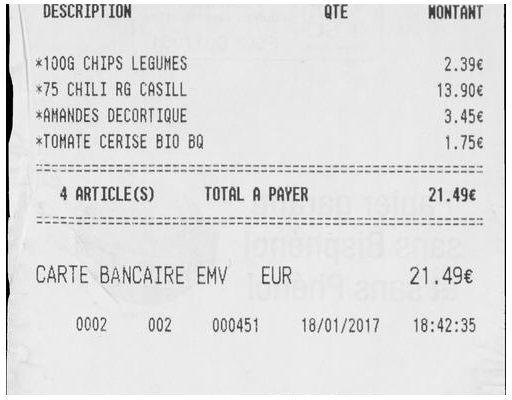 DESCRIPTION QTE MONTANT
*100G CHIPS LEGUMES 2.39€
*75 CHILI RG CASILL 13.90€
*AMANDES DECORTIQUE 3.45€
*TOMATE CERISE BIO BQ 1.75€
4 ARTICLE(S) TOTAL A PAYER 21.49€
CARTE BANCAIRE EMV EUR 21.49€
0002 002 000451 18/01/2017 18:42:35